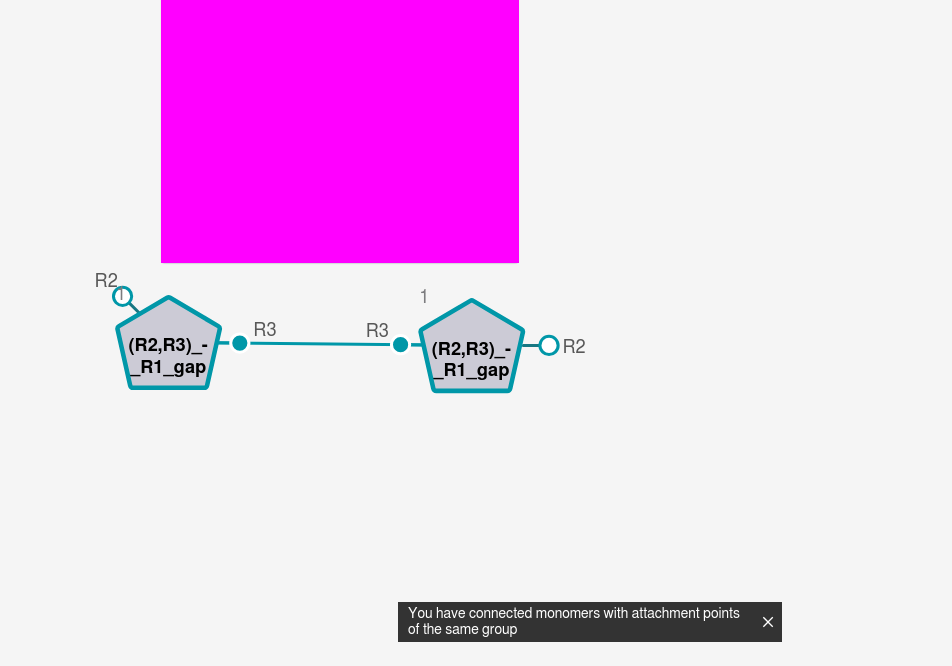 R2
1
1
R3
R3
(R2,R3)_-
_R1_gap
(R2,R3)_-
_R1_gap
R2
You have connected monomers with attachment points
of the same group